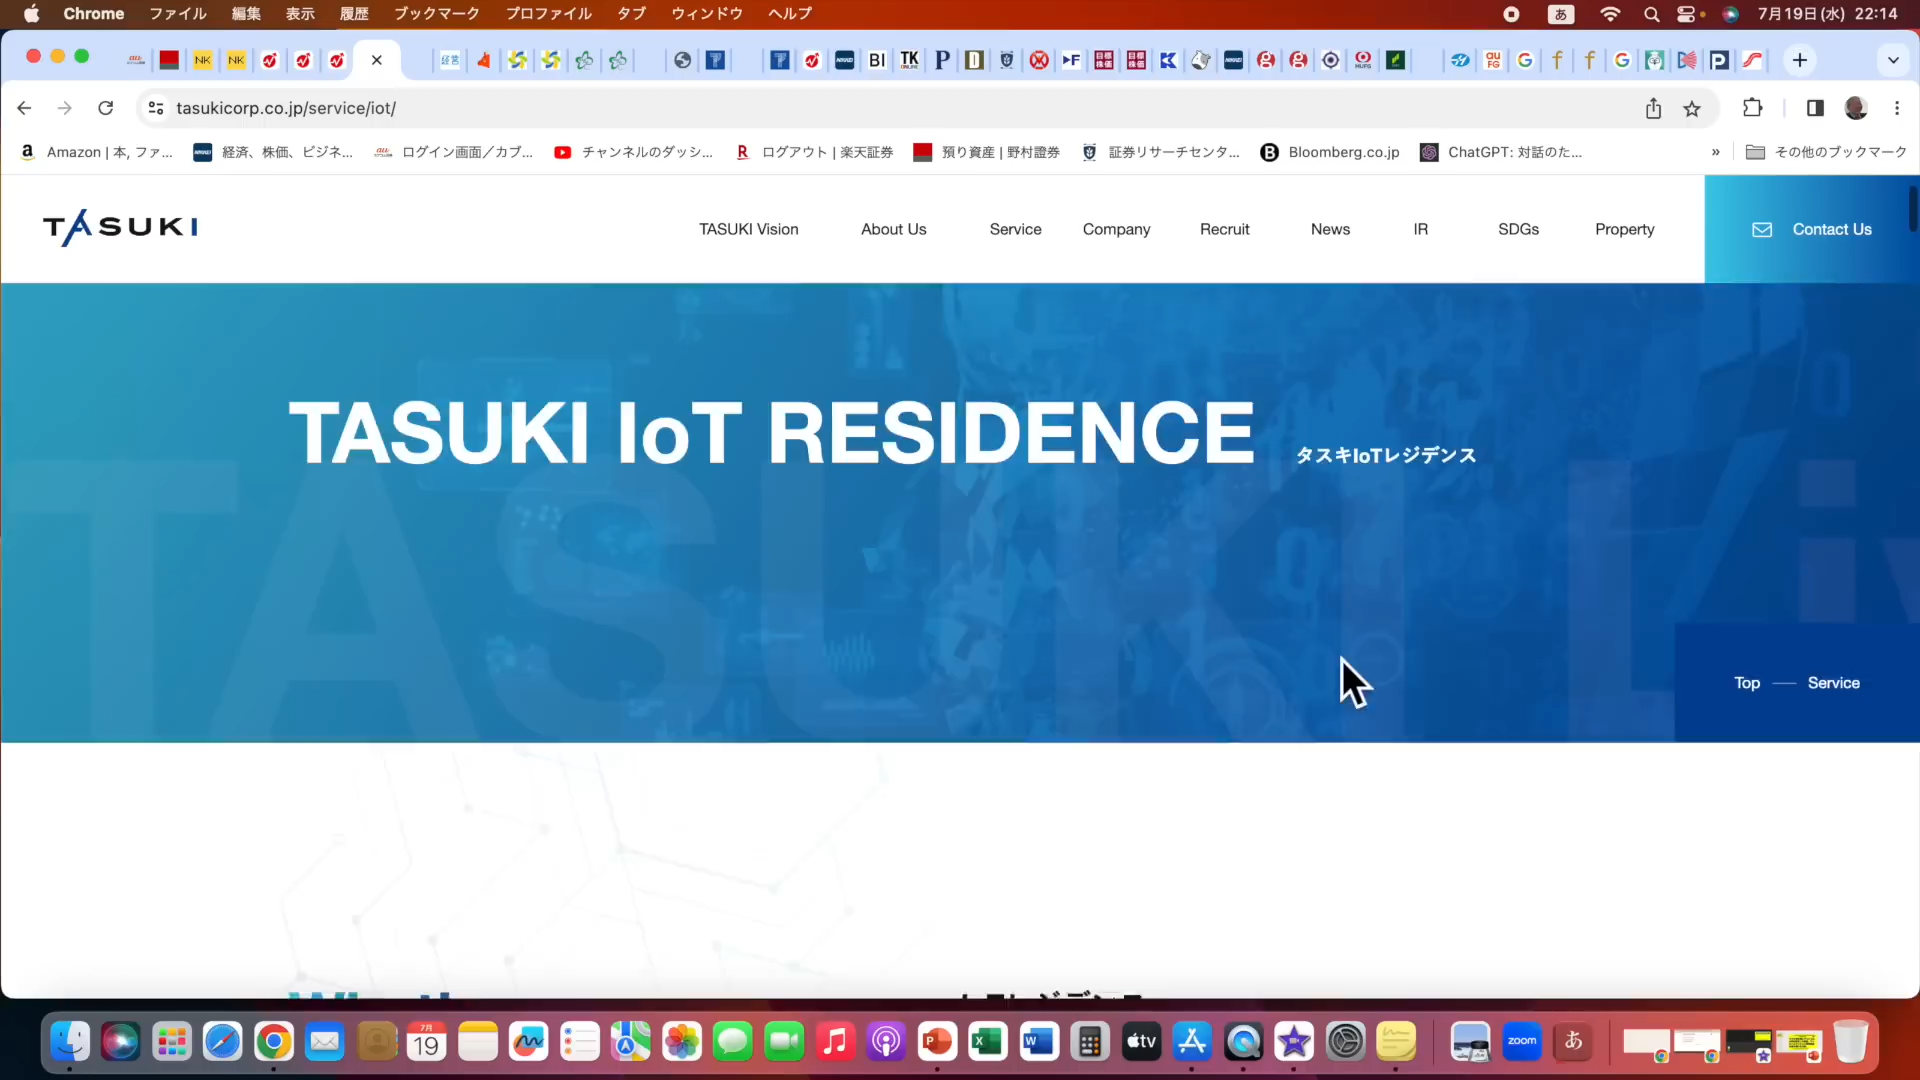 Chrome ファイル 編集 表示 履歴 ブックマーク プロファイル タブ ウィンドウ ヘルプ あ 7月19日(水) 22:14
tasukicorp.co.jp/service/iot/
Amazon | 本, ファ... 経済、株価、ビジネ... ログイン画面／カブ... チャンネルのダッシ... ログアウト | 楽天証券 預り資産 | 野村證券 証券リサーチセンタ... Bloomberg.co.jp ChatGPT: 対話のた... » その他のブックマーク
TASUKI TASUKI Vision About Us Service Company Recruit News IR SDGs Property Contact Us
TASUKI IoT RESIDENCE タスキIoTレジデンス
TASUKI Li
Top — Service
7月
19
tv
zoom
あ